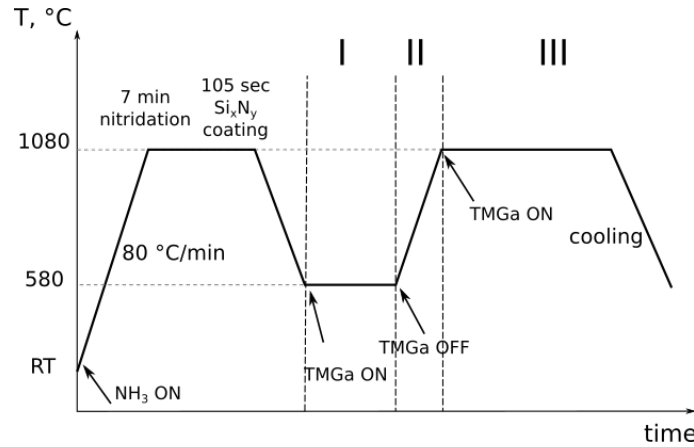 T, °C
I
II
III
7 min
nitridation
105 sec
SixNy
coating
1080
TMGa ON
80 °C/min
cooling
580
TMGa OFF
TMGa ON
RT
NH3 ON
time